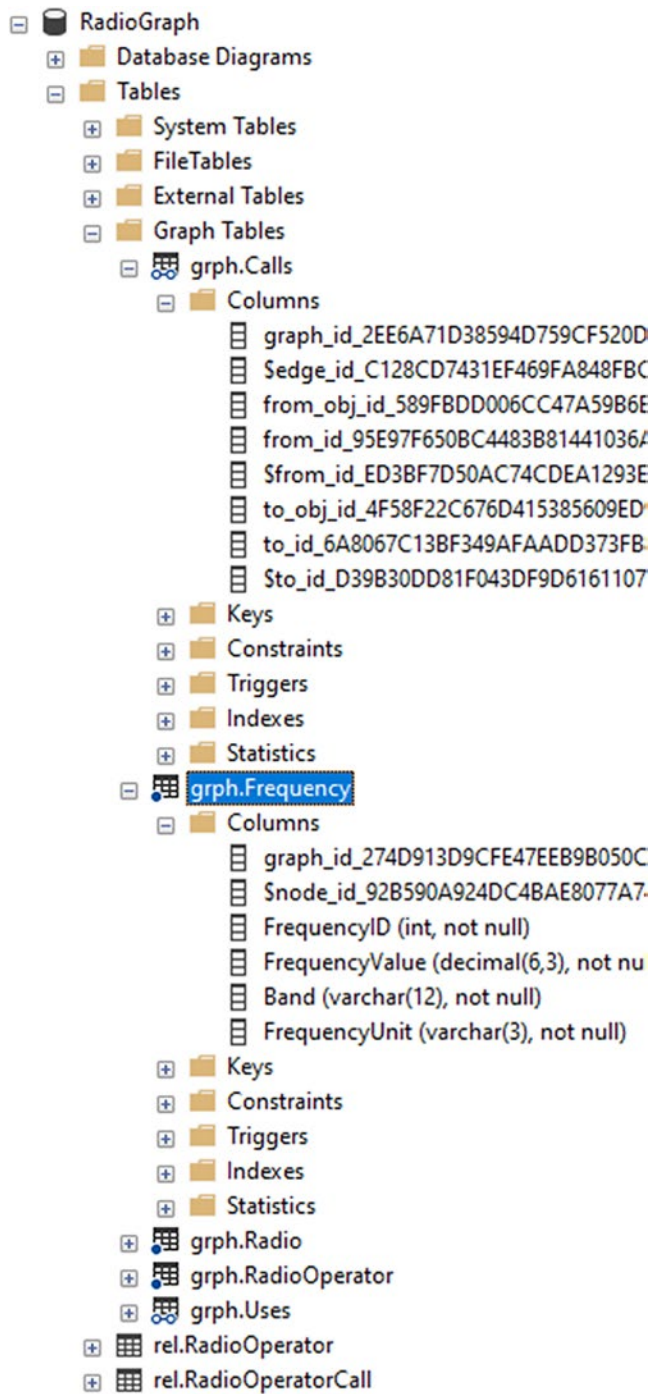 RadioGraph
Database Diagrams
Tables
System Tables
FileTables
External Tables
Graph Tables
grph.Calls
Columns
graph_id_2EE6A71D38594D759CF520D
$edge_id_C128CD7431EF469FA848FBC
from_obj_id_589FBDD006CC47A59B6E
from_id_95E97F650BC4483B81441036A
$from_id_ED3BF7D50AC74CDEA1293E
to_obj_id_4F58F22C676D415385609ED
to_id_6A8067C13BF349AFAADD373FB
$to_id_D39B30DD81F043DF9D6161107
Keys
Constraints
Triggers
Indexes
Statistics
grph.Frequency
Columns
graph_id_274D913D9CFE47EEB9B050C
$node_id_92B590A924DC4BAE8077A7
FrequencyID (int, not null)
FrequencyValue (decimal(6,3), not nu
Band (varchar(12), not null)
FrequencyUnit (varchar(3), not null)
Keys
Constraints
Triggers
Indexes
Statistics
grph.Radio
grph.RadioOperator
grph.Uses
rel.RadioOperator
rel.RadioOperatorCall